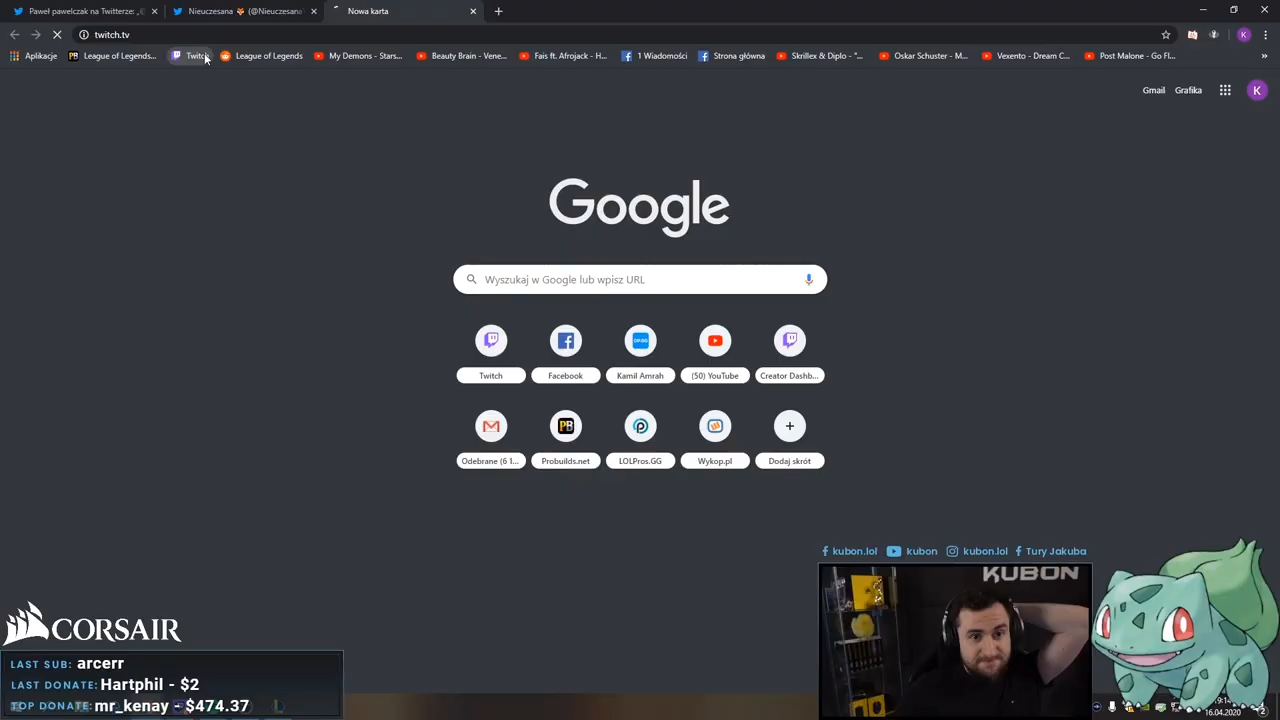 Paweł pawelczak na Twitterze: „
Nieuczesana 🦊 (@Nieuczesana
Nowa karta
twitch.tv
Aplikacje
League of Legends...
Twitch
League of Legends
My Demons - Stars...
Beauty Brain - Vene...
Fais ft. Afrojack - H...
1 Wiadomości
Strona główna
Skrillex & Diplo - "...
Oskar Schuster - M...
Vexento - Dream C...
Post Malone - Go Fl...
Gmail
Grafika
K
Google
Wyszukaj w Google lub wpisz URL
Twitch
Facebook
Kamil Amrah
(50) YouTube
Creator Dashb...
Odebrane (6 1...
Probuilds.net
LOLPros.GG
Wykop.pl
Dodaj skrót
kubon.lol
kubon
kubon.lol
Tury Jakuba
KUBON
CORSAIR
LAST SUB: arcerr
LAST DONATE: Hartphil - $2
TOP DONATE: mr_kenay - $474.37
16.04.2020